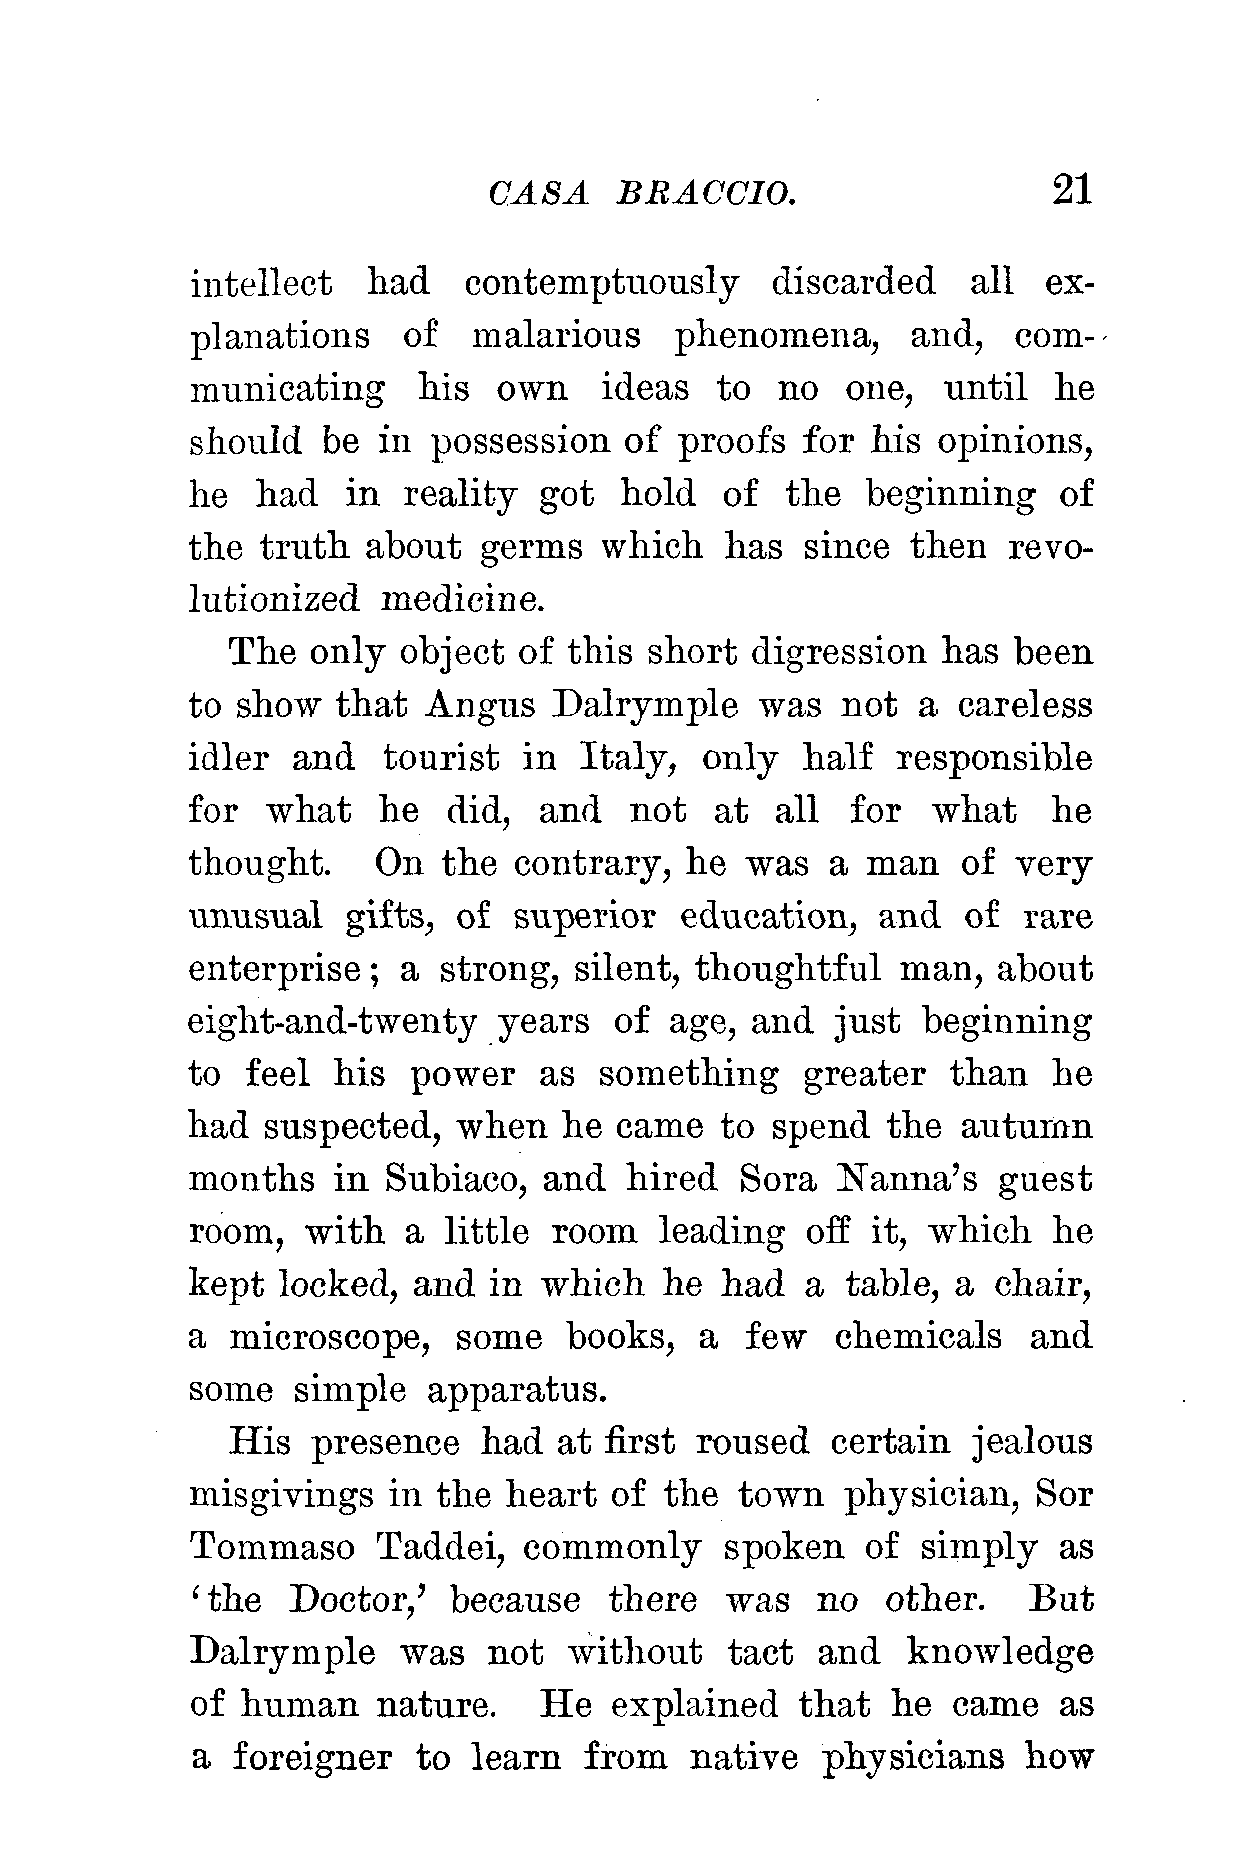 CASA BRACCIO. 21
intellect had contemptuously discarded all ex-
planations of malarious phenomena, and, com-
municating his own ideas to no one, until he
should be in possession of proofs for his opinions,
he had in reality got hold of the beginning of
the truth about germs which has since then revo-
lutionized medicine.
The only object of this short digression has been
to show that Angus Dalrymple was not a careless
idler and tourist in Italy, only half responsible
for what he did, and not at all for what he
thought. On the contrary, he was a man of very
unusual gifts, of superior education, and of rare
enterprise; a strong, silent, thoughtful man, about
eight-and-twenty years of age, and just beginning
to feel his power as something greater than he
had suspected, when he came to spend the autumn
months in Subiaco, and hired Sora Nanna's guest
room, with a little room leading off it, which he
kept locked, and in which he had a table, a chair,
a microscope, some books, a few chemicals and
some simple apparatus.
His presence had at first roused certain jealous
misgivings in the heart of the town physician, Sor
Tommaso Taddei, commonly spoken of simply as
'the Doctor,' because there was no other. But
Dalrymple was not without tact and knowledge
of human nature. He explained that he came as
a foreigner to learn from native physicians how